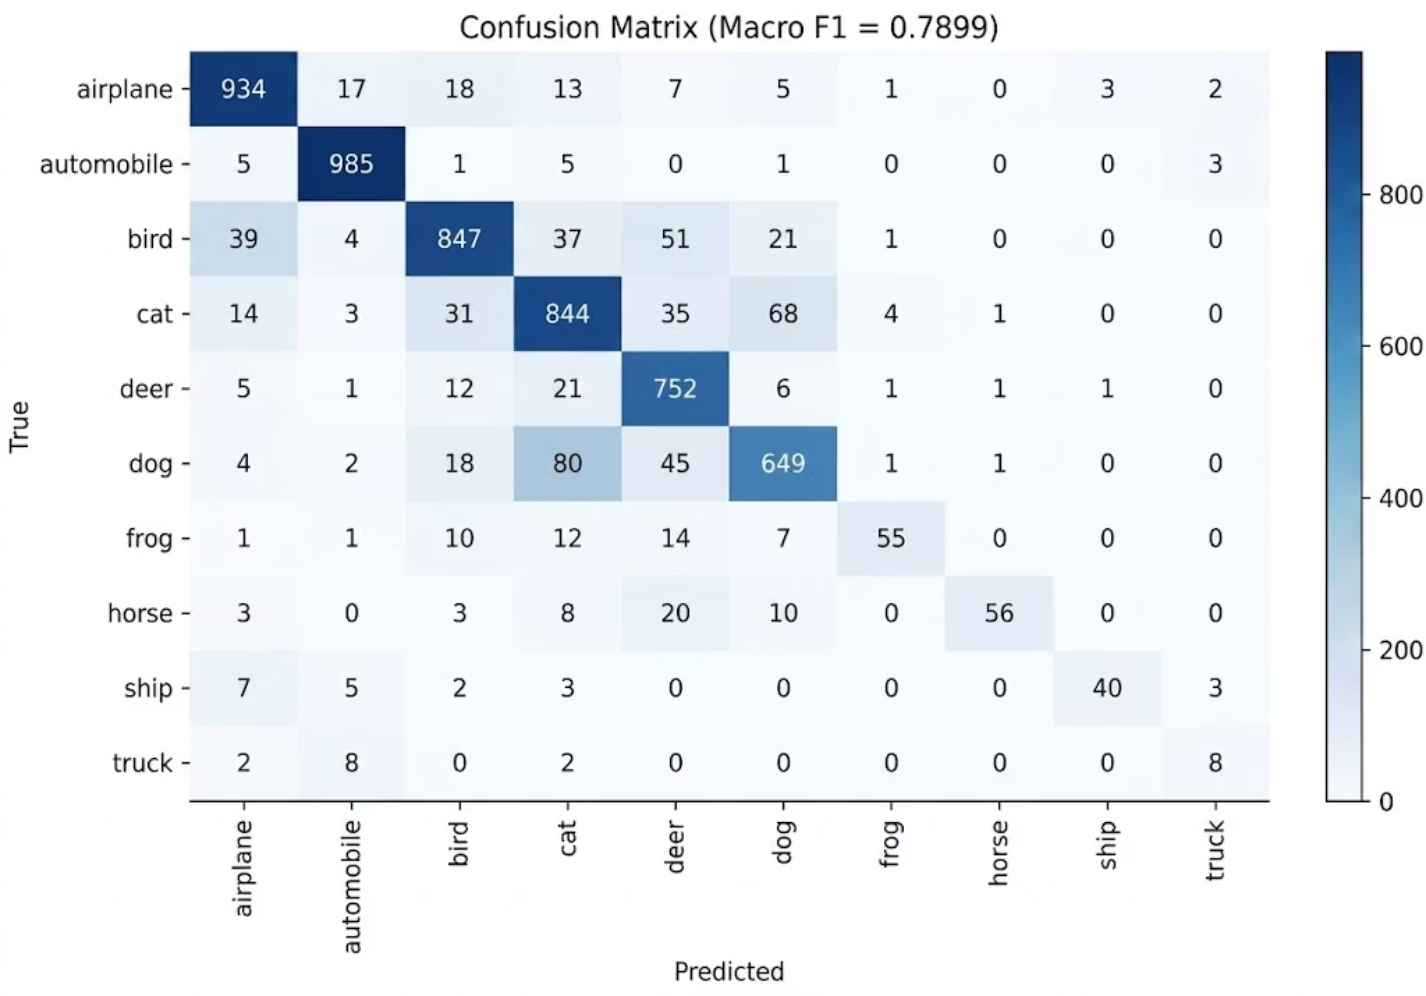 Confusion Matrix (Macro F1 = 0.7899)
airplane 934 17 18 13 7 5 1 0 3 2
automobile 5 985 1 5 0 1 0 0 0 3
bird 39 4 847 37 51 21 1 0 0 0
cat 14 3 31 844 35 68 4 1 0 0
deer 5 1 12 21 752 6 1 1 1 0
dog 4 2 18 80 45 649 1 1 0 0
frog 1 1 10 12 14 7 55 0 0 0
horse 3 0 3 8 20 10 0 56 0 0
ship 7 5 2 3 0 0 0 0 40 3
truck 2 8 0 2 0 0 0 0 0 8
True
airplane automobile bird cat deer dog frog horse ship truck
Predicted
800
600
400
200
0